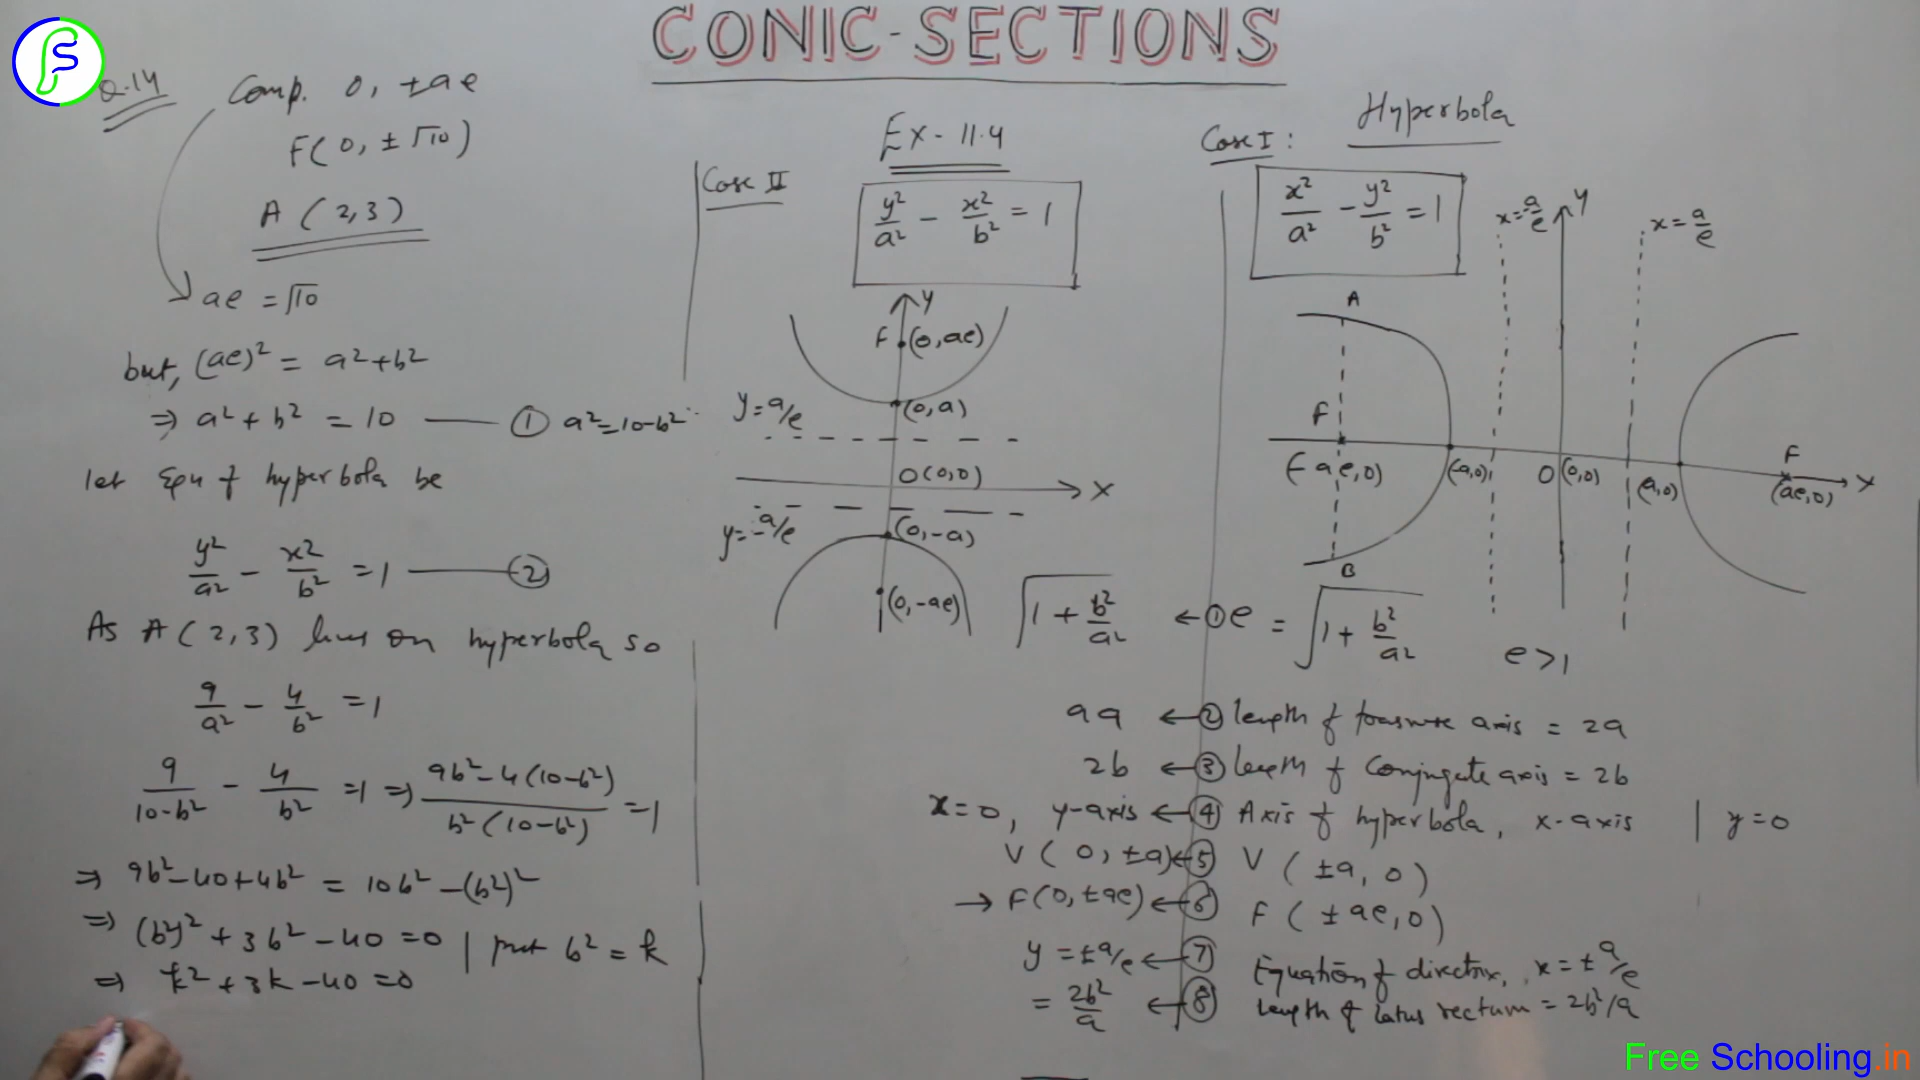 CONIC-SECTIONS
Q.14
Comp. 0, ±ae
F(0, ±√10)
A (2,3)
ae = √10
but, (ae)² = a²+b²
⇒ a² + b² = 10 —— ① a²=10-b²
let Eqn of hyperbola be
y²/a² - x²/b² = 1 —— ②
As A(2,3) lies on hyperbola so
9/a² - 4/b² = 1
9/(10-b²) - 4/b² = 1 ⇒ (9b²-4(10-b²))/(b²(10-b²)) = 1
⇒ 9b²-40+4b² = 10b² -(b²)²
⇒ (b²)² + 3b² -40 = 0 | put b² = k
⇒ k² + 3k -40 = 0
Ex - 11.4
Case II
y²/a² - x²/b² = 1
Y
F (0, ae)
(0, a)
y = a/e
O(0,0)
X
y = -a/e
(0, -a)
(0, -ae)
Hyperbola
Case I :
x²/a² - y²/b² = 1
x = -a/e
Y
x = a/e
A
F
(-ae, 0)
(-a, 0)
O (0,0)
(a, 0)
F
(ae, 0)
X
B
√(1 + b²/a²) ← ① e = √(1 + b²/a²)
e > 1
aa ← ② length of transverse axis = 2a
2b ← ③ length of Conjugate axis = 2b
x = 0, y-axis ← ④ Axis of hyperbola, x-axis | y = 0
V (0, ±a) ← ⑤ V (±a, 0)
→ F(0, ±ae) ← ⑥ F (±ae, 0)
y = ±a/e ← ⑦ Equation of directrix, x = ±a/e
= 2b²/a ← ⑧ length of latus rectum = 2b²/a
Free Schooling.in